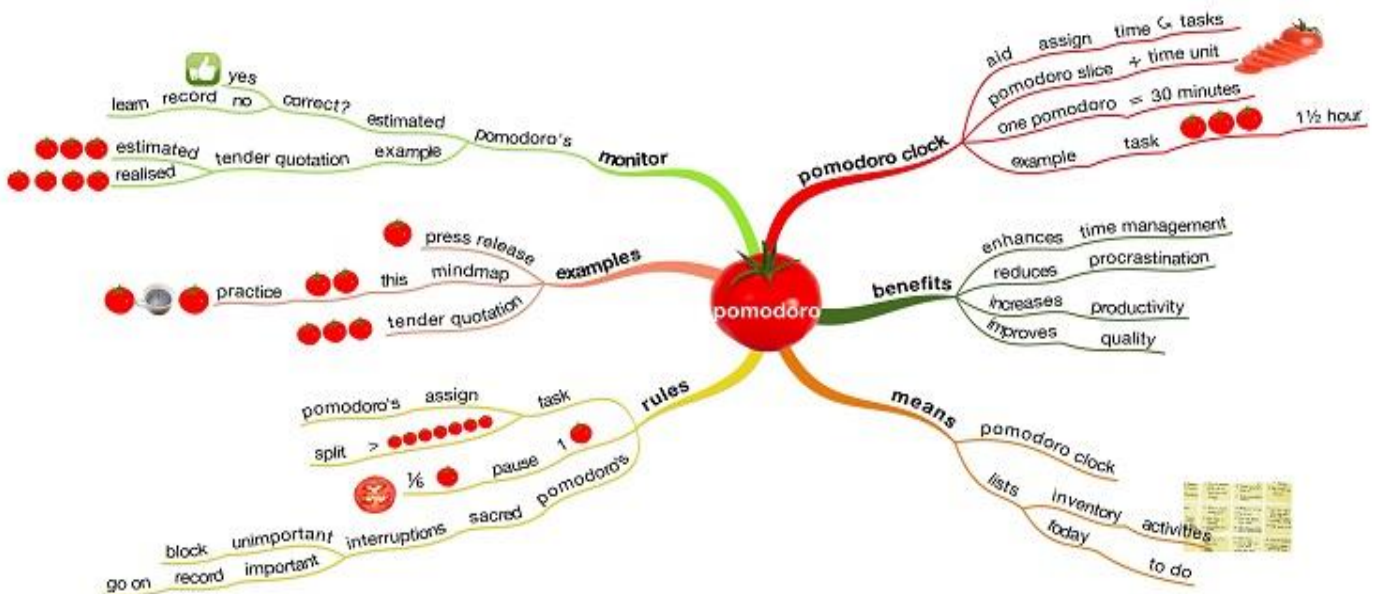 pomodoro
pomodoro clock
aid assign time & tasks
pomodoro slice ÷ time unit
one pomodoro = 30 minutes
example task 1½ hour
benefits
enhances time management
reduces procrastination
increases productivity
improves quality
means
pomodoro clock
lists
inventory activities
today to do
rules
task
assign pomodoro's
> split
1 pause ⅙
pomodoro's sacred interruptions
unimportant block
important record go on
examples
press release
mindmap this practice
tender quotation
monitor
pomodoro's
estimated correct?
yes
no record learn
example tender quotation
estimated
realised